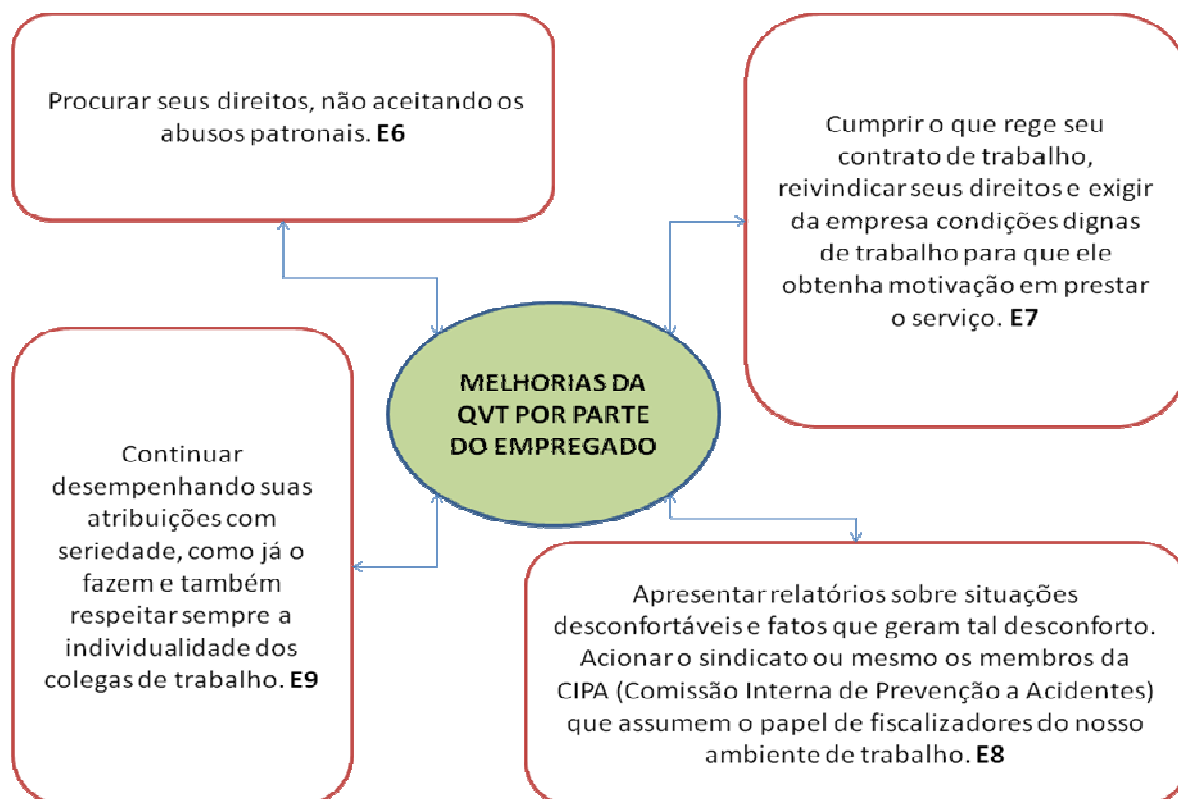 Procurar seus direitos, não aceitando os
abusos patronais. E6
Cumprir o que rege seu
contrato de trabalho,
reivindicar seus direitos e exigir
da empresa condições dignas
de trabalho para que ele
obtenha motivação em prestar
o serviço. E7
MELHORIAS DA
QVT POR PARTE
DO EMPREGADO
Continuar
desempenhando suas
atribuições com
seriedade, como já o
fazem e também
respeitar sempre a
individualidade dos
colegas de trabalho. E9
Apresentar relatórios sobre situações
desconfortáveis e fatos que geram tal desconforto.
Acionar o sindicato ou mesmo os membros da
CIPA (Comissão Interna de Prevenção a Acidentes)
que assumem o papel de fiscalizadores do nosso
ambiente de trabalho. E8